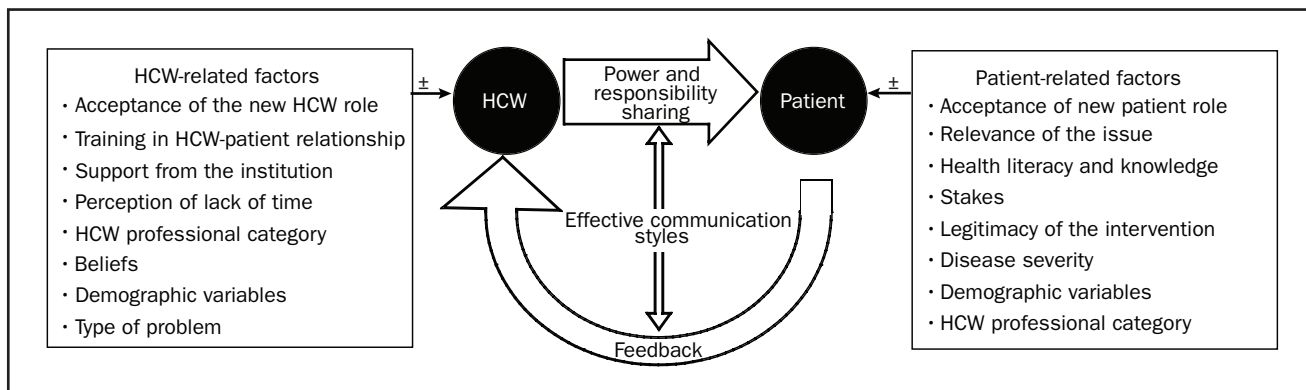 HCW-related factors
· Acceptance of the new HCW role
· Training in HCW-patient relationship
· Support from the institution
· Perception of lack of time
· HCW professional category
· Beliefs
· Demographic variables
· Type of problem
±
HCW
Power and
responsibility
sharing
Patient
±
Effective communication
styles
Feedback
Patient-related factors
· Acceptance of new patient role
· Relevance of the issue
· Health literacy and knowledge
· Stakes
· Legitimacy of the intervention
· Disease severity
· Demographic variables
· HCW professional category